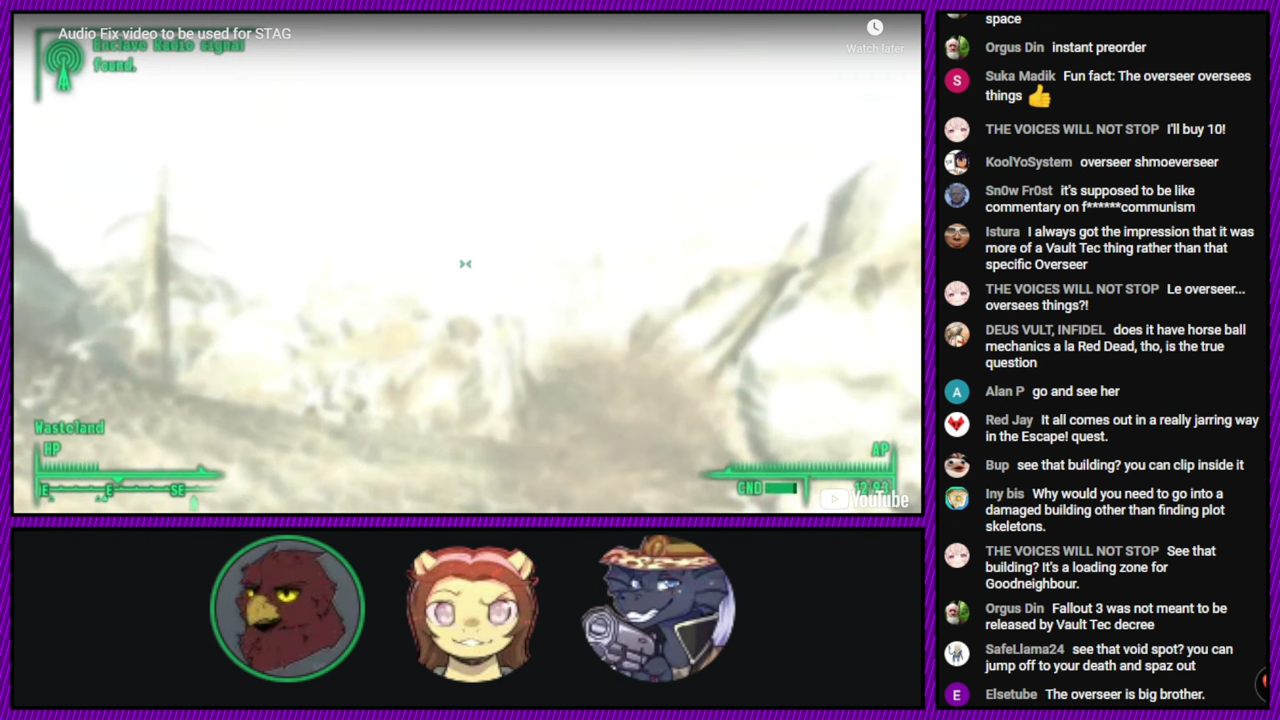 Audio Fix video to be used for STAG
Watch later
Enclave Radio signal
found.
Wasteland
HP
AP
E
E
SE
CND
YouTube
space
Orgus Din instant preorder
S
Suka Madik Fun fact: The overseer oversees
things 👍
THE VOICES WILL NOT STOP I'll buy 10!
KoolYoSystem overseer shmoeverseer
Sn0w Fr0st it's supposed to be like
commentary on f******communism
Istura I always got the impression that it was
more of a Vault Tec thing rather than that
specific Overseer
THE VOICES WILL NOT STOP Le overseer...
oversees things?!
DEUS VULT, INFIDEL does it have horse ball
mechanics a la Red Dead, tho, is the true
question
A
Alan P go and see her
Red Jay It all comes out in a really jarring way
in the Escape! quest.
Bup see that building? you can clip inside it
Iny bis Why would you need to go into a
damaged building other than finding plot
skeletons.
THE VOICES WILL NOT STOP See that
building? It's a loading zone for
Goodneighbour.
Orgus Din Fallout 3 was not meant to be
released by Vault Tec decree
SafeLlama24 see that void spot? you can
jump off to your death and spaz out
E
Elsetube The overseer is big brother.